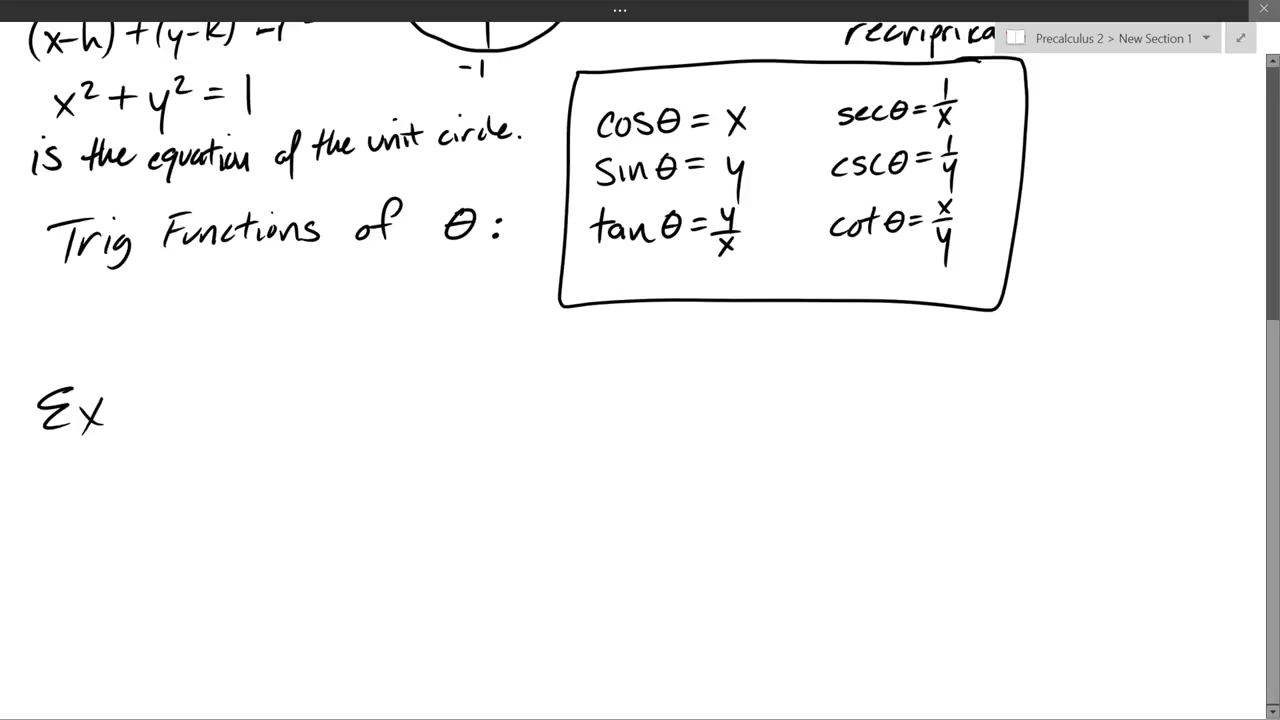 ...
(x-h) + (y-k) = 1
-1
Precalculus 2 > New Section 1
x² + y² = 1
is the equation of the unit circle.
Trig Functions of θ:
cosθ = x secθ = 1/x
sinθ = y cscθ = 1/y
tanθ = y/x cotθ = x/y
Ex